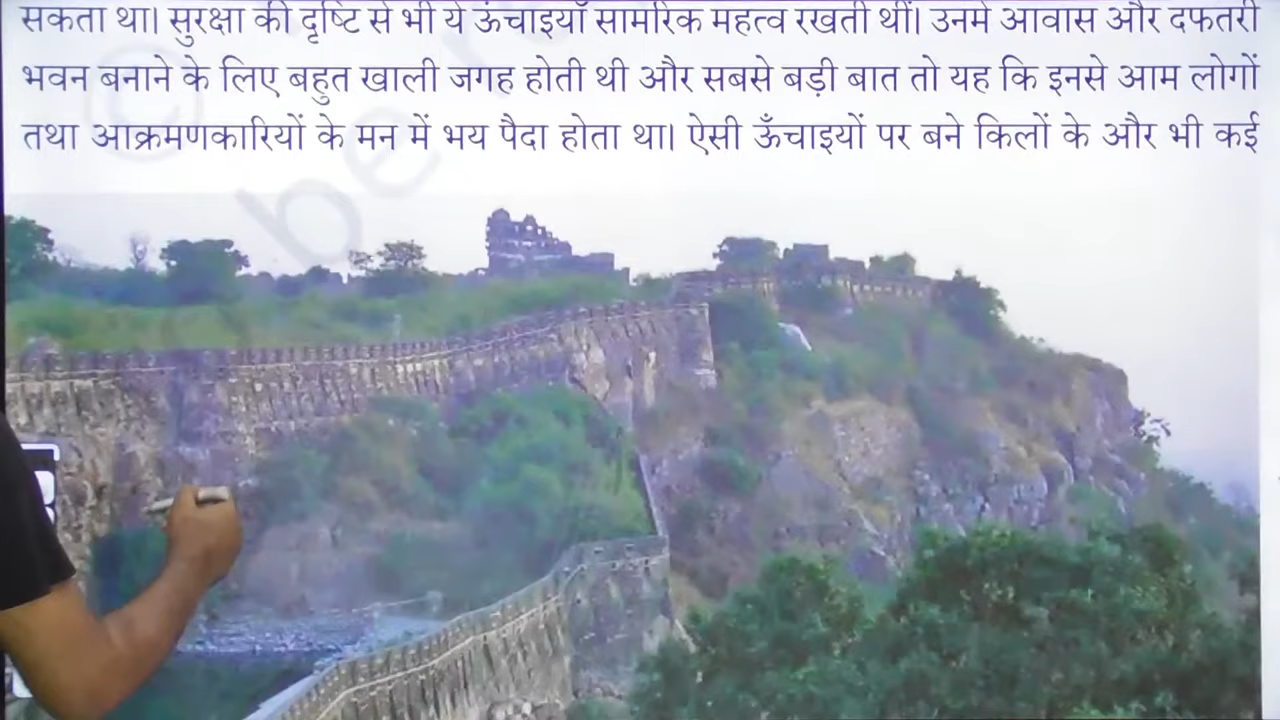 सकता था। सुरक्षा की दृष्टि से भी ये ऊंचाइयाँ सामरिक महत्व रखती थीं। उनमें आवास और दफतरी
भवन बनाने के लिए बहुत खाली जगह होती थी और सबसे बड़ी बात तो यह कि इनसे आम लोगों
तथा आक्रमणकारियों के मन में भय पैदा होता था। ऐसी ऊँचाइयों पर बने किलों के और भी कई